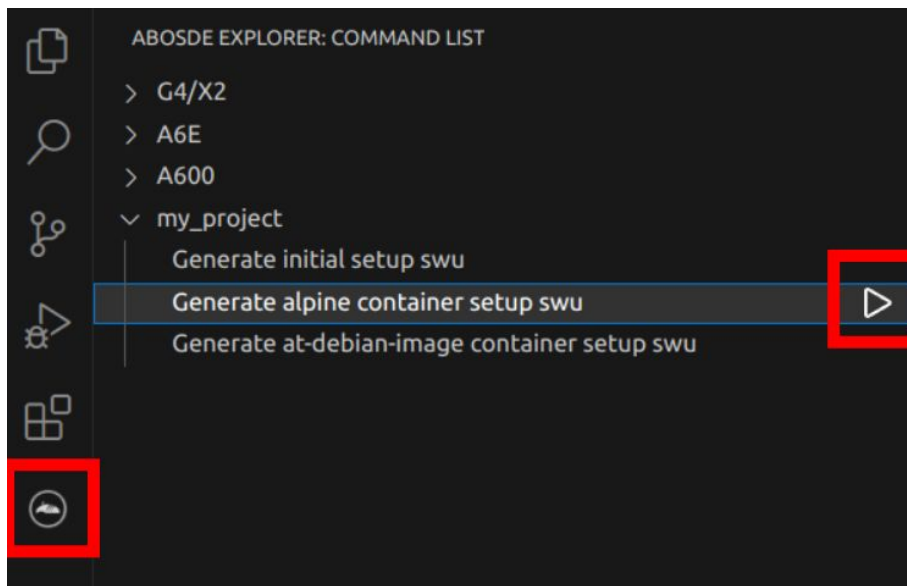 ABOSDE EXPLORER: COMMAND LIST
G4/X2
A6E
A600
my_project
Generate initial setup swu
Generate alpine container setup swu
Generate at-debian-image container setup swu